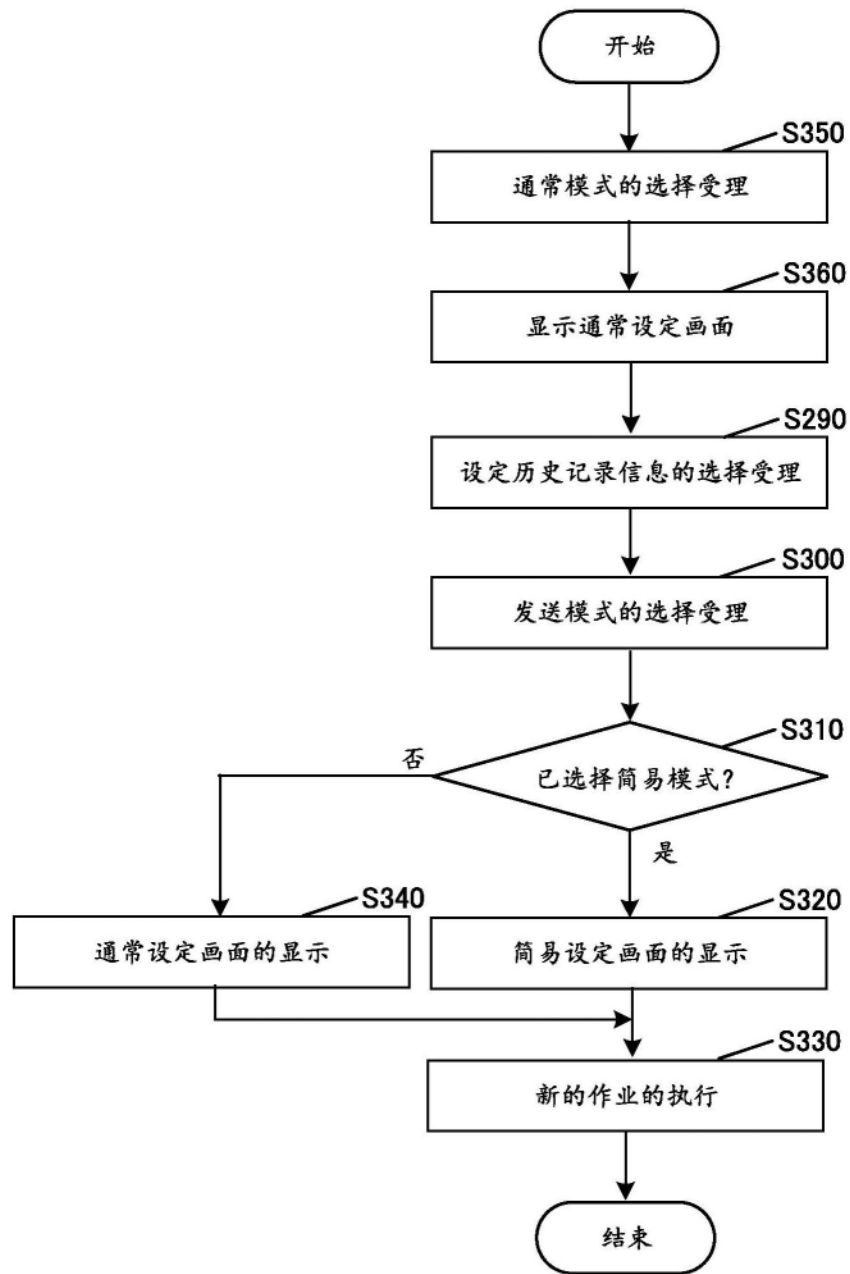 开始
S350
通常模式的选择受理
S360
显示通常设定画面
S290
设定历史记录信息的选择受理
S300
发送模式的选择受理
S310
已选择简易模式?
否
是
S340
通常设定画面的显示
S320
简易设定画面的显示
S330
新的作业的执行
结束